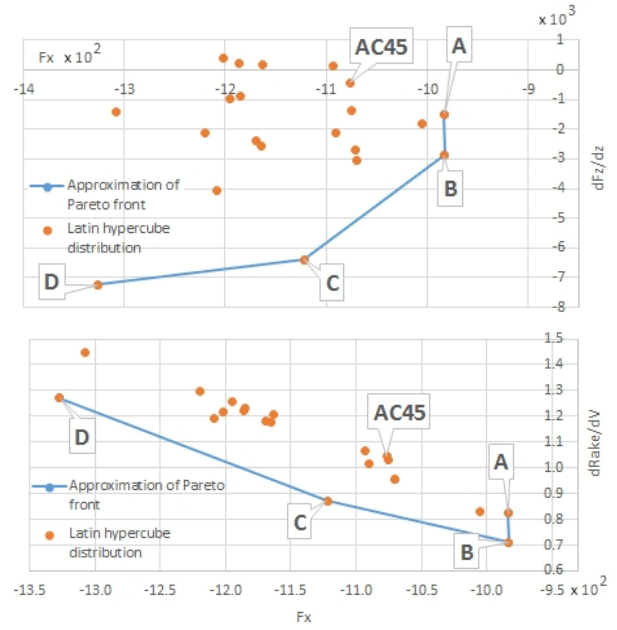 x 10³
1
Fx x 10²
AC45
A
0
-14
-13
-12
-11
-10
-9
-1
-2
-3
dFz/dz
Approximation of
Pareto front
B
-4
Latin hypercube
distribution
-5
-6
D
C
-7
-8
1.5
1.4
1.3
AC45
1.2
D
1.1
dRake/dV
A
1.0
Approximation of Pareto
front
0.9
C
0.8
Latin hypercube
distribution
B
0.7
0.6
-13.5
-13.0
-12.5
-12.0
-11.5
-11.0
-10.5
-10.0
-9.5 x 10²
Fx